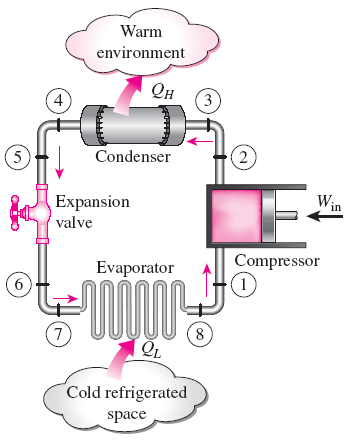 Warm
environment
Q_H
4
3
Condenser
5
2
Expansion
valve
W_in
Compressor
Evaporator
6
1
7
8
Q_L
Cold refrigerated
space